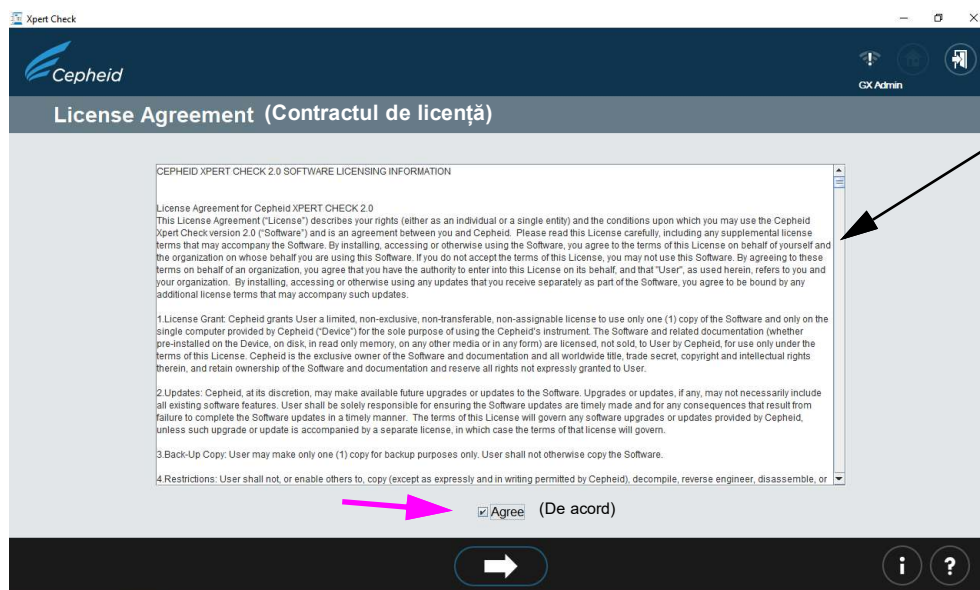 Xpert Check
Cepheid
GX Admin
License Agreement (Contractul de licență)
CEPHEID XPERT CHECK 2.0 SOFTWARE LICENSING INFORMATION
License Agreement for Cepheid XPERT CHECK 2.0
This License Agreement ("License") describes your rights (either as an individual or a single entity) and the conditions upon which you may use the Cepheid
Xpert Check version 2.0 ("Software") and is an agreement between you and Cepheid. Please read this License carefully, including any supplemental license
terms that may accompany the Software. By installing, accessing or otherwise using the Software, you agree to the terms of this License on behalf of yourself and
the organization on whose behalf you are using this Software. If you do not accept the terms of this License, you may not use this Software. By agreeing to these
terms on behalf of an organization, you agree that you have the authority to enter into this License on its behalf, and that "User", as used herein, refers to you and
your organization. By installing, accessing or otherwise using any updates that you receive separately as part of the Software, you agree to be bound by any
additional license terms that may accompany such updates.
1.License Grant: Cepheid grants User a limited, non-exclusive, non-transferable, non-assignable license to use only one (1) copy of the Software and only on the
single computer provided by Cepheid ("Device") for the sole purpose of using the Cepheid's instrument. The Software and related documentation (whether
pre-installed on the Device, on disk, in read only memory, on any other media or in any form) are licensed, not sold, to User by Cepheid, for use only under the
terms of this License. Cepheid is the exclusive owner of the Software and documentation and all worldwide title, trade secret, copyright and intellectual rights
therein, and retain ownership of the Software and documentation and reserve all rights not expressly granted to User.
2.Updates: Cepheid, at its discretion, may make available future upgrades or updates to the Software. Upgrades or updates, if any, may not necessarily include
all existing software features. User shall be solely responsible for ensuring the Software updates are timely made and for any consequences that result from
failure to complete the Software updates in a timely manner. The terms of this License will govern any software upgrades or updates provided by Cepheid,
unless such upgrade or update is accompanied by a separate license, in which case the terms of that license will govern.
3.Back-Up Copy: User may make only one (1) copy for backup purposes only. User shall not otherwise copy the Software.
4.Restrictions: User shall not, or enable others to, copy (except as expressly and in writing permitted by Cepheid), decompile, reverse engineer, disassemble, or
Agree (De acord)
i ?